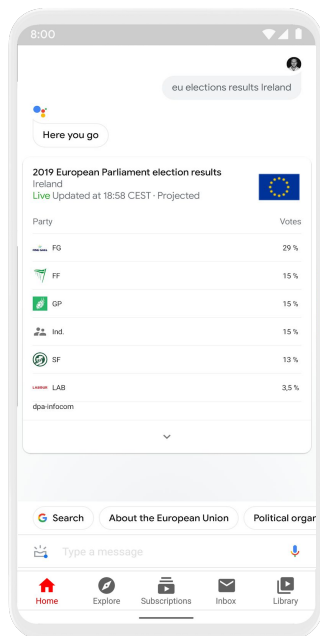 8:00
eu elections results Ireland
Here you go
2019 European Parliament election results
Ireland
Live Updated at 18:58 CEST · Projected
Party Votes
FG 29 %
FF 15 %
GP 15 %
Ind. 15 %
SF 13 %
LABOUR LAB 3,5 %
dpa-infocom
Search About the European Union Political organ
Type a message
Home Explore Subscriptions Inbox Library